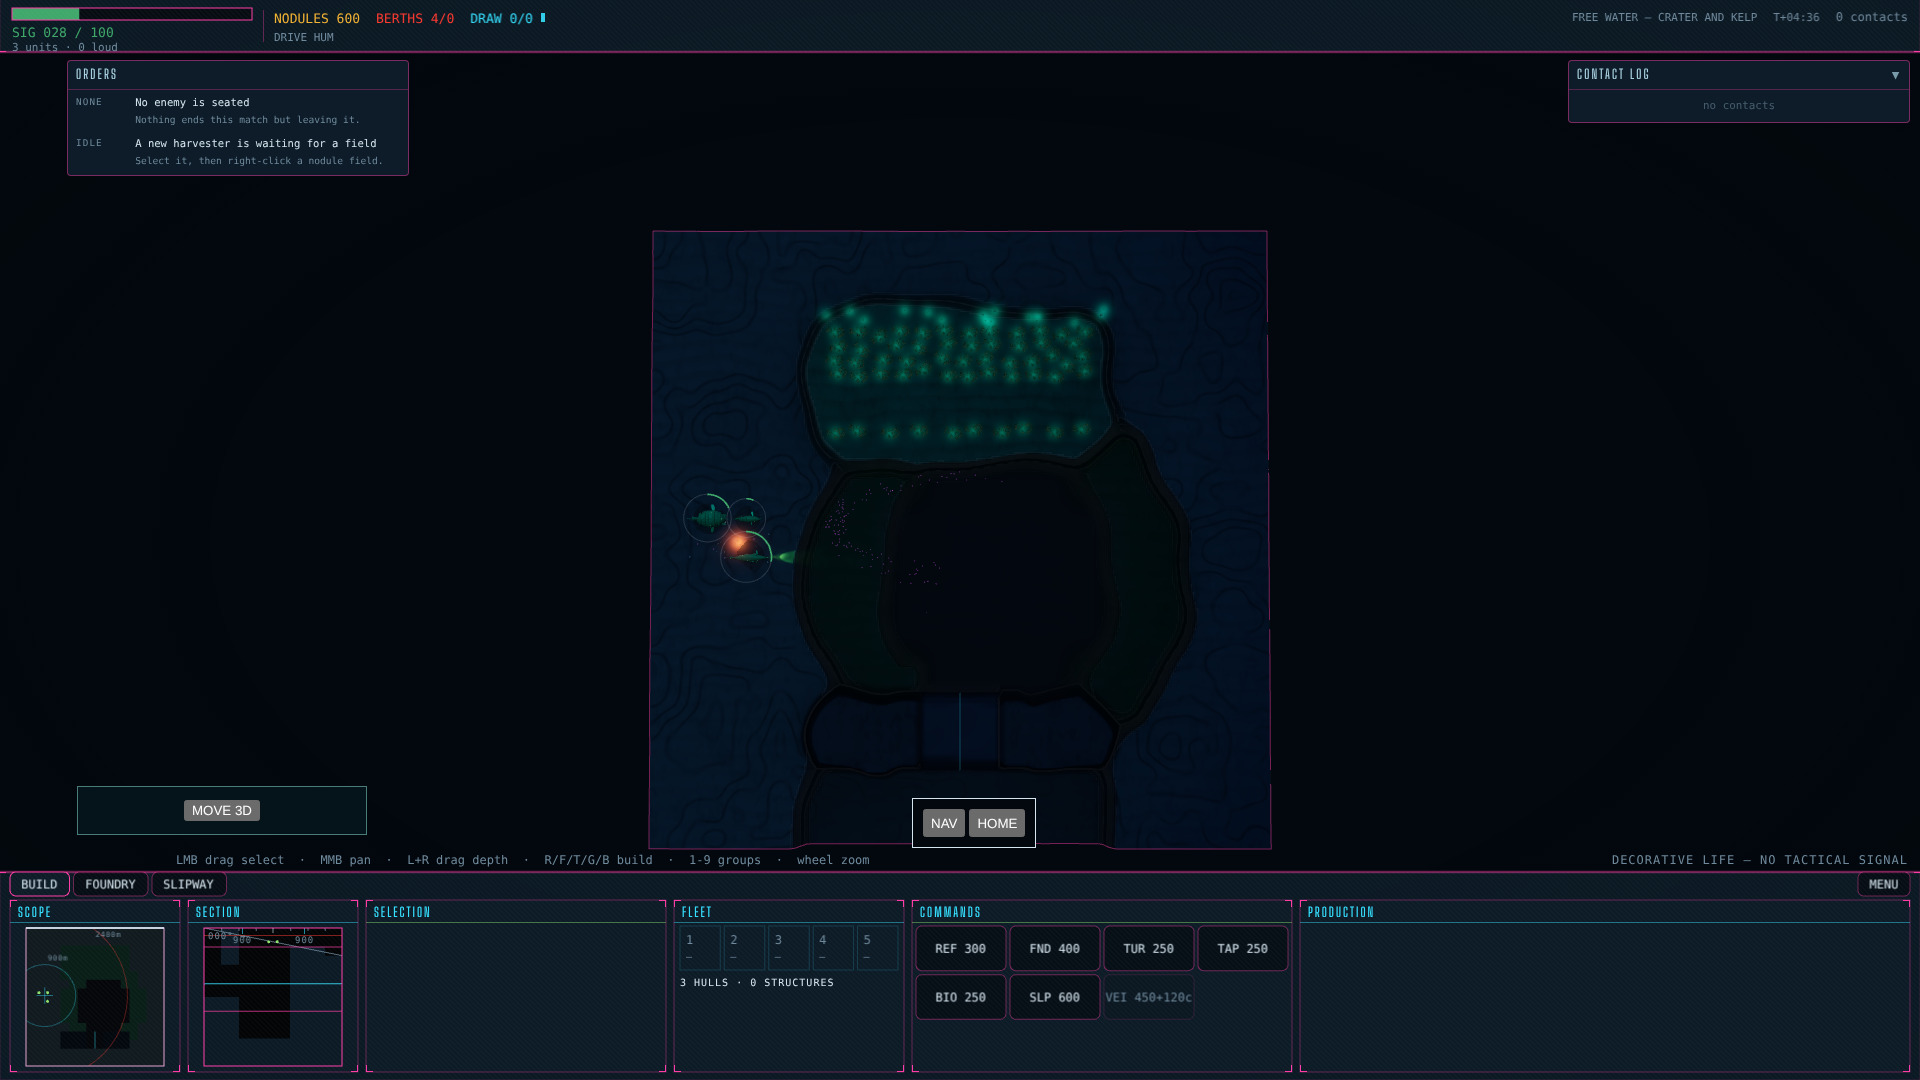 SIG 028 / 100
3 units · 0 loud
NODULES 600 BERTHS 4/0 DRAW 0/0
DRIVE HUM
FREE WATER — CRATER AND KELP T+04:36 0 contacts
ORDERS
NONE No enemy is seated
Nothing ends this match but leaving it.
IDLE A new harvester is waiting for a field
Select it, then right-click a nodule field.
CONTACT LOG ▼
no contacts
MOVE 3D
NAV HOME
LMB drag select · MMB pan · L+R drag depth · R/F/T/G/B build · 1-9 groups · wheel zoom
DECORATIVE LIFE — NO TACTICAL SIGNAL
BUILD FOUNDRY SLIPWAY
MENU
SCOPE
2400m
900m
SECTION
000° 900 900
SELECTION
FLEET
1 2 3 4 5
– – – – –
3 HULLS · 0 STRUCTURES
COMMANDS
REF 300 FND 400 TUR 250 TAP 250
BIO 250 SLP 600 VEI 450+120c
PRODUCTION